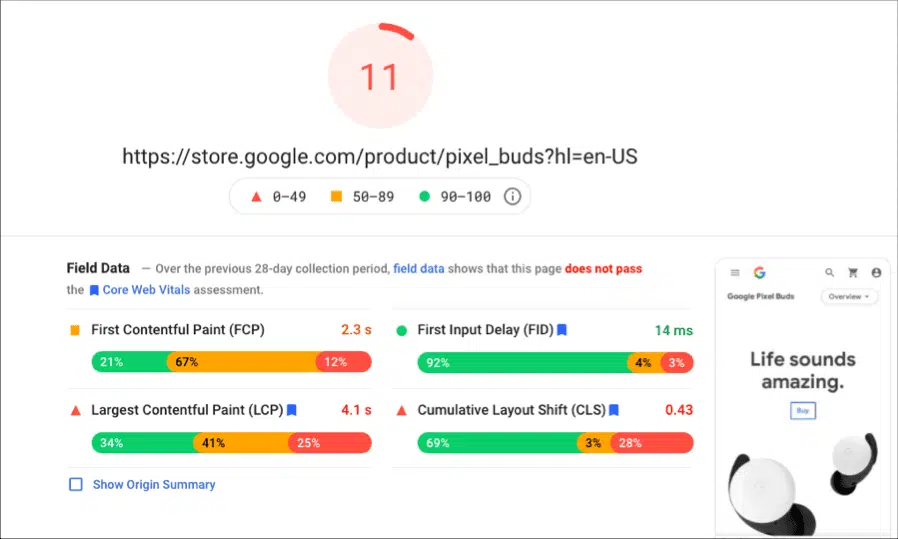 11
https://store.google.com/product/pixel_buds?hl=en-US
0–49 50–89 90–100
Field Data — Over the previous 28-day collection period, field data shows that this page does not pass
the Core Web Vitals assessment.
First Contentful Paint (FCP) 2.3 s
21% 67% 12%
First Input Delay (FID) 14 ms
92% 4% 3%
Largest Contentful Paint (LCP) 4.1 s
34% 41% 25%
Cumulative Layout Shift (CLS) 0.43
69% 3% 28%
Show Origin Summary
Google Pixel Buds Overview
Life sounds
amazing.
Buy